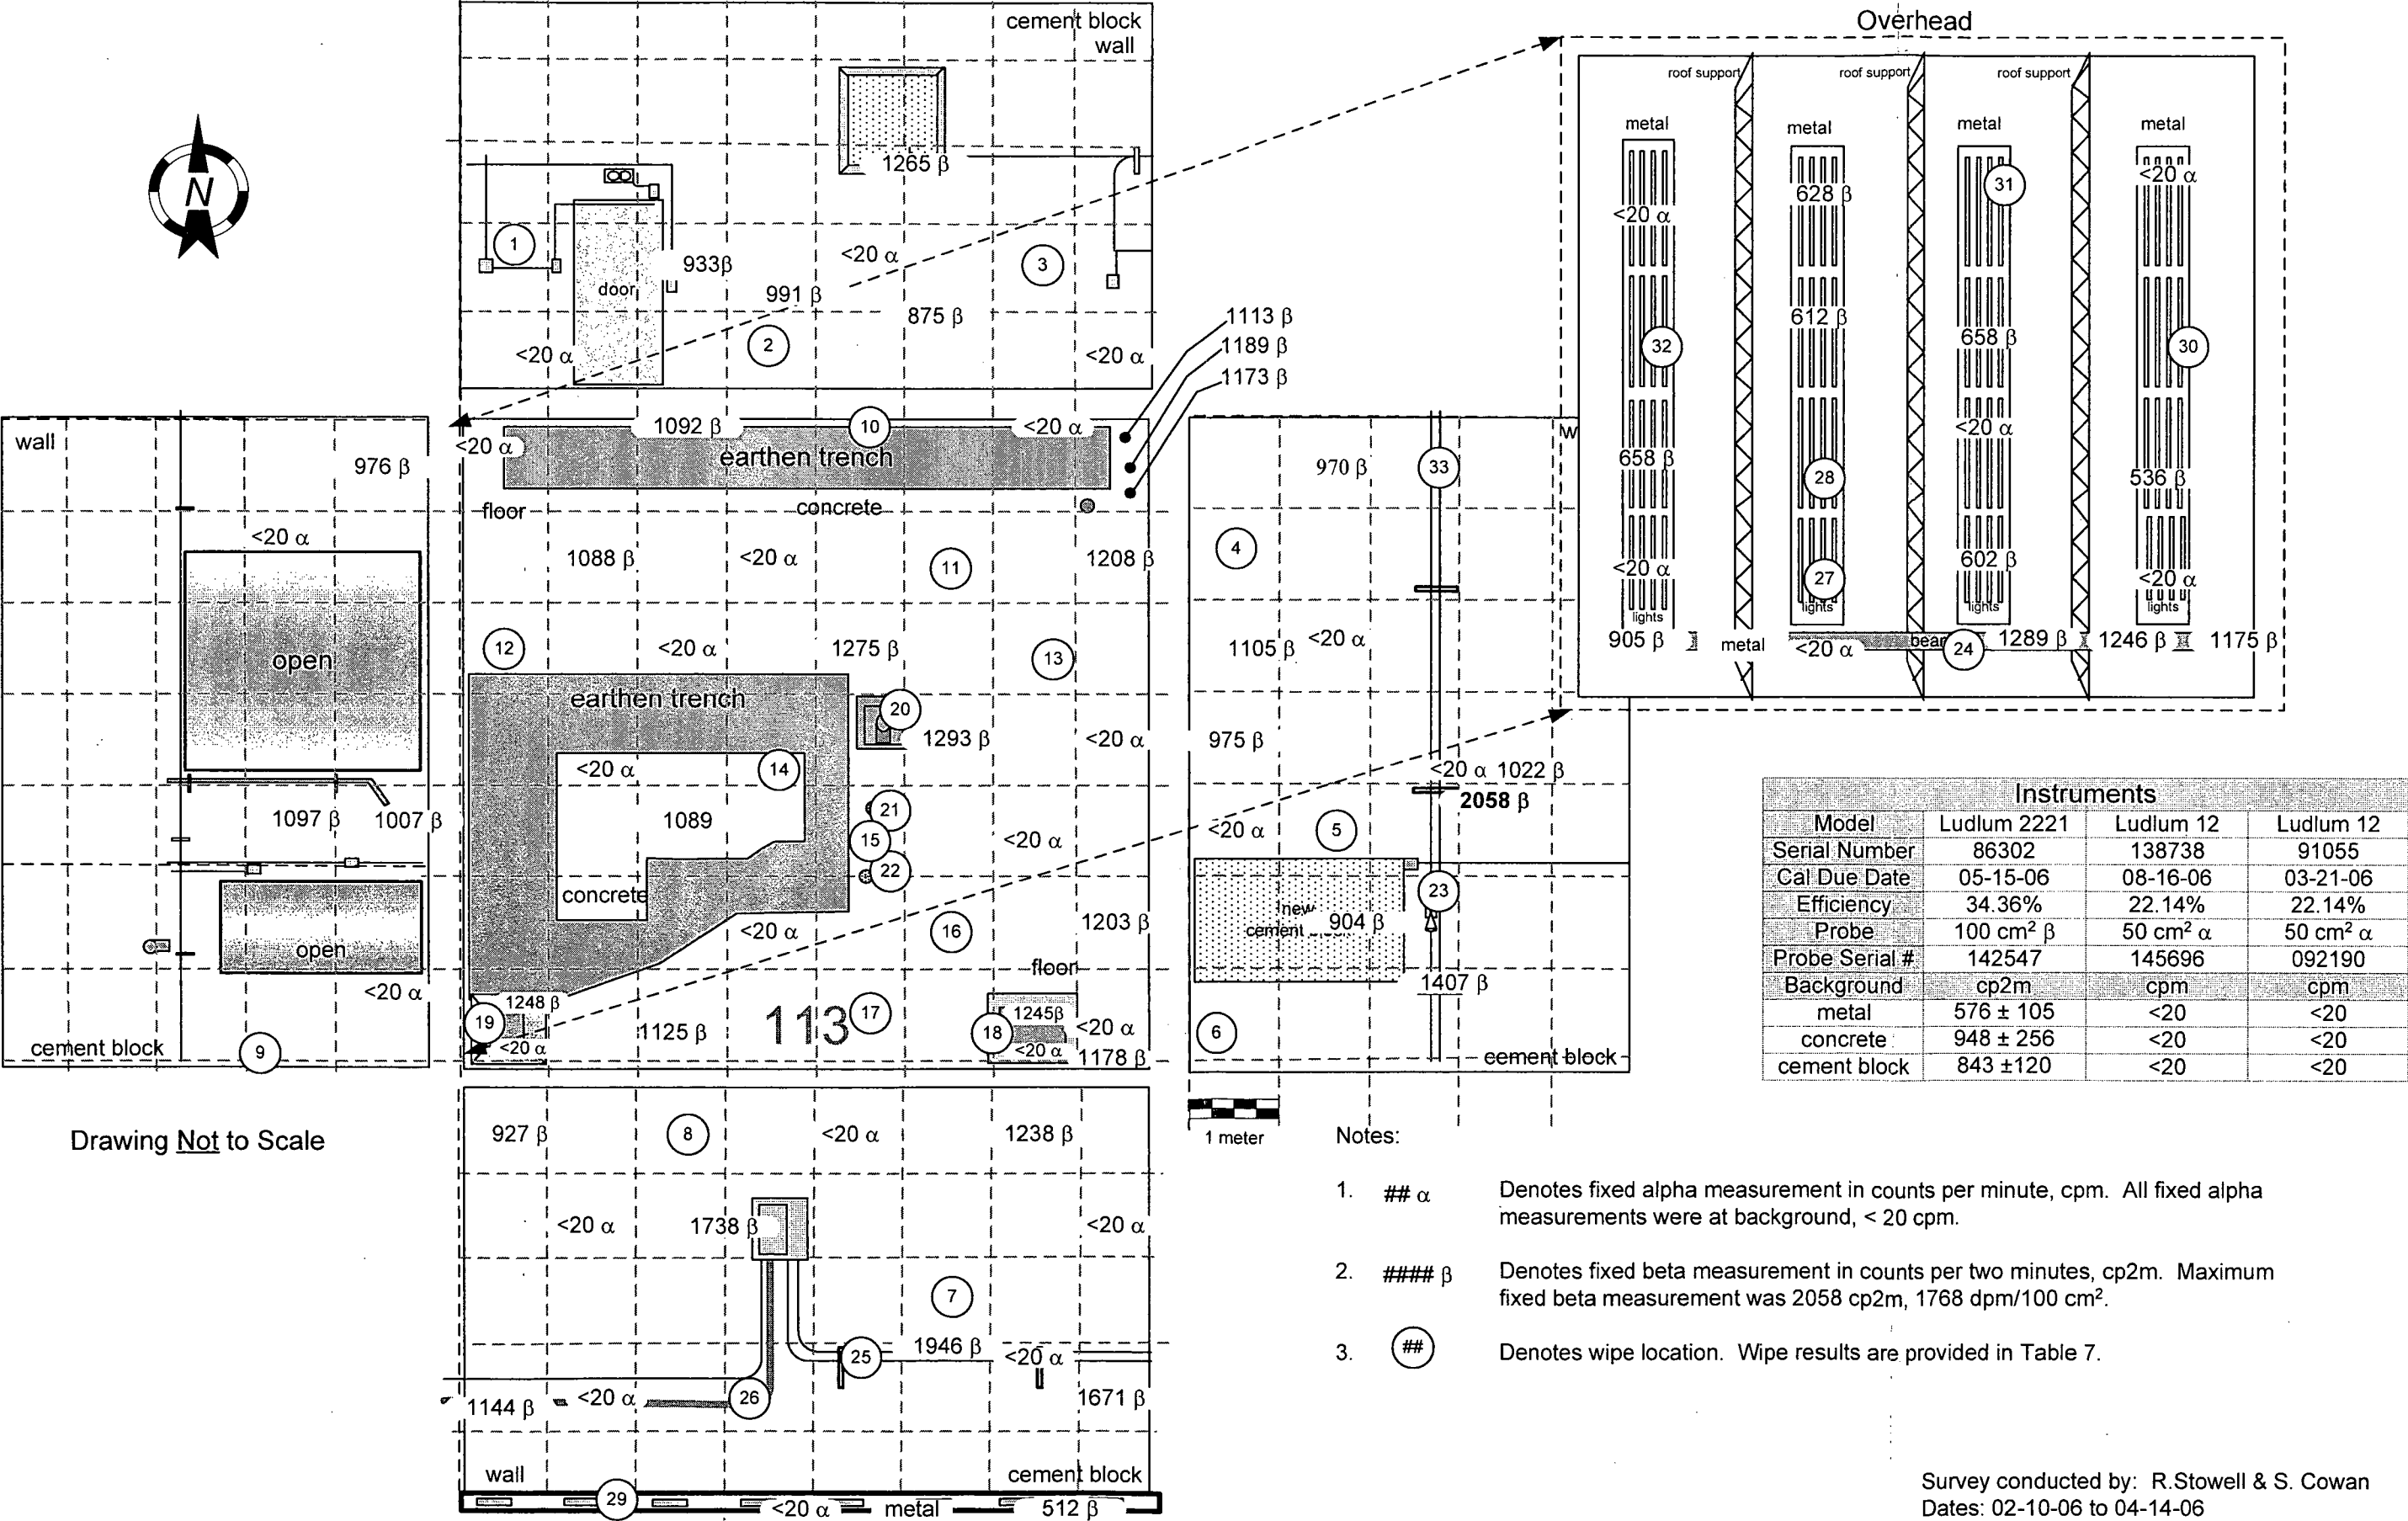 Overhead
cement block
wall
roof support
roof support
roof support
metal
metal
metal
metal
N
1265 β
<20 α
628 β
31
<20 α
1
933β
<20 α
3
door
991 β
875 β
612 β
658 β
32
30
2
<20 α
<20 α
1113 β
1189 β
1173 β
wall
976 β
<20 α
1092 β
10
<20 α
earthen trench
floor
concrete
970 β
33
w
658 β
28
<20 α
536 β
<20 α
1088 β
<20 α
11
1208 β
4
<20 α
27
602 β
<20 α
lights
lights
lights
lights
open
12
<20 α
1275 β
13
1105 β
<20 α
905 β
metal
<20 α
bear
24
1289 β
1246 β
1175 β
earthen trench
20
1293 β
<20 α
975 β
<20 α
14
<20 α 1022 β
2058 β
1097 β
1007 β
1089
21
15
22
<20 α
<20 α
5
concrete
23
new
cement
904 β
open
<20 α
16
1203 β
floor
1407 β
<20 α
1248 β
19
<20 α
1125 β
113
17
18
1245β
<20 α
<20 α
1178 β
6
cement block
cement block
9
Instruments
Model Ludlum 2221 Ludlum 12 Ludlum 12
Serial Number 86302 138738 91055
Cal Due Date 05-15-06 08-16-06 03-21-06
Efficiency 34.36% 22.14% 22.14%
Probe 100 cm² β 50 cm² α 50 cm² α
Probe Serial # 142547 145696 092190
Background cp2m cpm cpm
metal 576 ± 105 <20 <20
concrete 948 ± 256 <20 <20
cement block 843 ±120 <20 <20
Drawing Not to Scale
1 meter
927 β
8
<20 α
1238 β
<20 α
1738 β
<20 α
7
25
1946 β
<20 α
1144 β
<20 α
26
1671 β
wall
cement block
29
<20 α
metal
512 β
Notes:
1. ## α Denotes fixed alpha measurement in counts per minute, cpm. All fixed alpha
measurements were at background, < 20 cpm.
2. #### β Denotes fixed beta measurement in counts per two minutes, cp2m. Maximum
fixed beta measurement was 2058 cp2m, 1768 dpm/100 cm².
3. ## Denotes wipe location. Wipe results are provided in Table 7.
Survey conducted by: R.Stowell & S. Cowan
Dates: 02-10-06 to 04-14-06